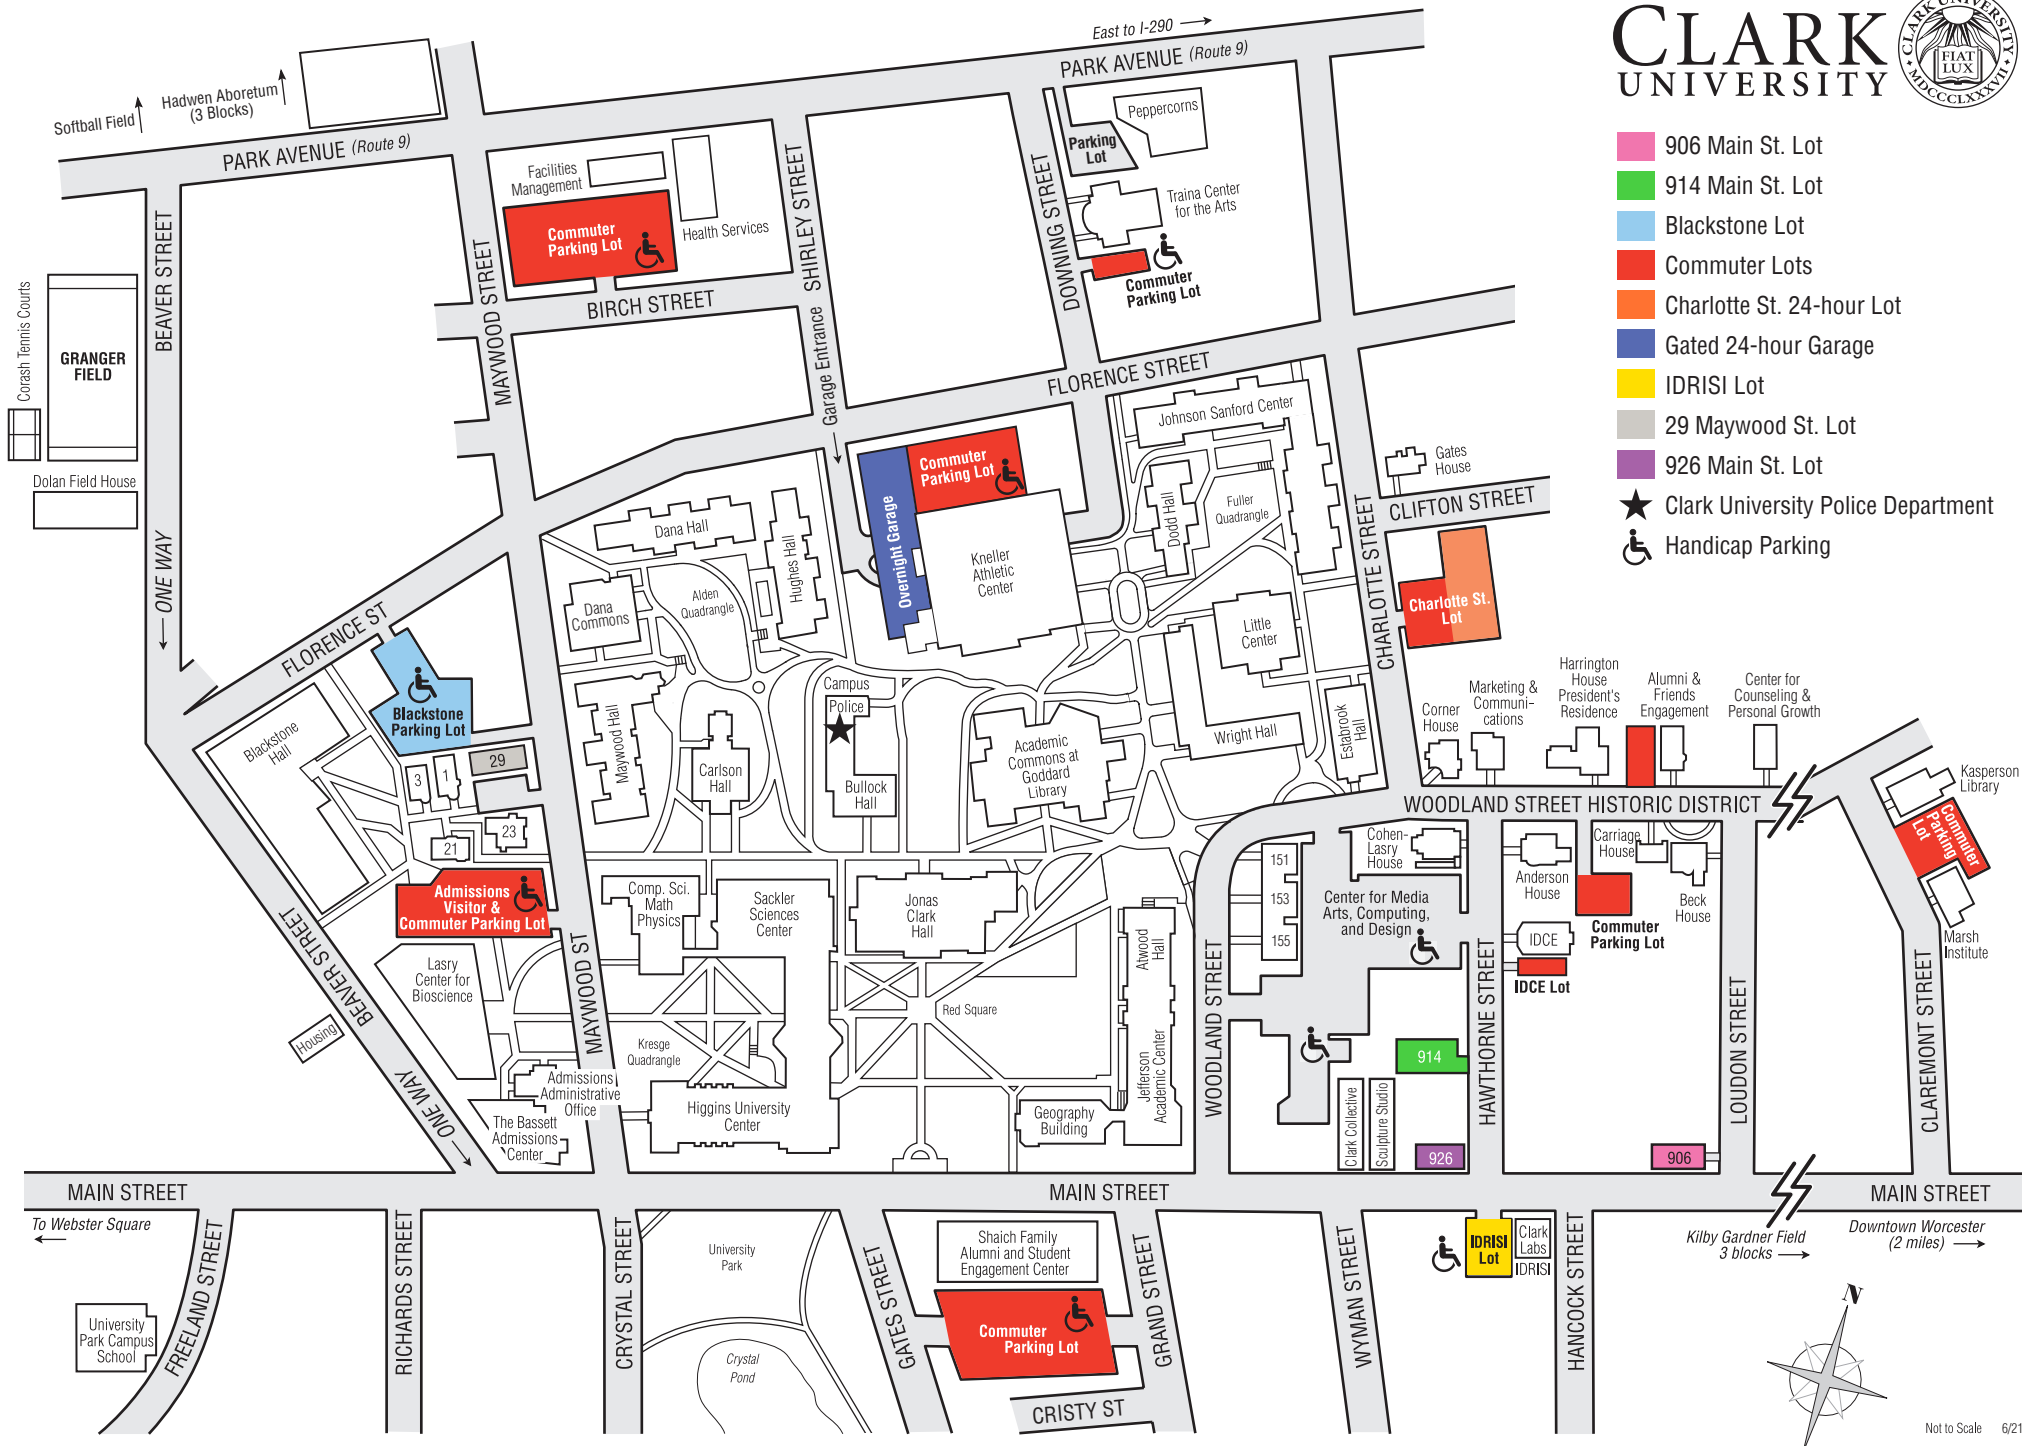 East to I-290
PARK AVENUE (Route 9)
CLARK
UNIVERSITY
CLARK UNIVERSITY
FIAT
LUX
MDCCCLXXXVII
906 Main St. Lot
914 Main St. Lot
Blackstone Lot
Commuter Lots
Charlotte St. 24-hour Lot
Gated 24-hour Garage
IDRISI Lot
29 Maywood St. Lot
926 Main St. Lot
Clark University Police Department
Handicap Parking
Softball Field
Hadwen Aboretum
(3 Blocks)
PARK AVENUE (Route 9)
Peppercorns
Parking
Lot
Facilities
Management
Health Services
Commuter
Parking Lot
Traina Center
for the Arts
Commuter
Parking Lot
BEAVER STREET
MAYWOOD STREET
SHIRLEY STREET
DOWNING STREET
BIRCH STREET
Garage Entrance
FLORENCE STREET
Corash Tennis Courts
GRANGER
FIELD
Dolan Field House
ONE WAY
Johnson Sanford Center
Gates
House
CLIFTON STREET
CHARLOTTE STREET
Commuter
Parking Lot
Overnight Garage
Kneller
Athletic
Center
Dodd Hall
Fuller
Quadrangle
Dana Hall
Hughes Hall
Dana
Commons
Alden
Quadrangle
Charlotte St.
Lot
Little
Center
FLORENCE ST
Blackstone
Parking Lot
Blackstone
Hall
Maywood Hall
Carlson
Hall
Campus
Police
Bullock
Hall
Academic
Commons at
Goddard
Library
Wright Hall
Estabrook
Hall
Corner
House
Marketing &
Communi-
cations
Harrington
House
President's
Residence
Alumni &
Friends
Engagement
Center for
Counseling &
Personal Growth
Kasperson
Library
WOODLAND STREET HISTORIC DISTRICT
3
1
29
21
23
Admissions
Visitor &
Commuter Parking Lot
Comp. Sci.
Math
Physics
Sackler
Sciences
Center
Jonas
Clark
Hall
Atwood
Hall
151
153
155
Cohen-
Lasry
House
Center for Media
Arts, Computing,
and Design
Anderson
House
Carriage
House
Beck
House
Commuter
Parking Lot
Commuter
Parking
Lot
Marsh
Institute
IDCE
IDCE Lot
BEAVER STREET
Lasry
Center for
Bioscience
MAYWOOD ST
Housing
Kresge
Quadrangle
Red Square
WOODLAND STREET
HAWTHORNE STREET
LOUDON STREET
CLAREMONT STREET
914
Admissions
Administrative
Office
The Bassett
Admissions
Center
ONE WAY
Higgins University
Center
Geography
Building
Jefferson
Academic Center
Clark Collective
Sculpture Studio
926
906
MAIN STREET
MAIN STREET
MAIN STREET
To Webster Square
Kilby Gardner Field
3 blocks
Downtown Worcester
(2 miles)
FREELAND STREET
RICHARDS STREET
CRYSTAL STREET
University
Park
GATES STREET
Shaich Family
Alumni and Student
Engagement Center
GRAND STREET
WYMAN STREET
IDRISI
Lot
Clark
Labs
IDRISI
HANCOCK STREET
University
Park Campus
School
Crystal
Pond
Commuter
Parking Lot
CRISTY ST
N
Not to Scale 6/21